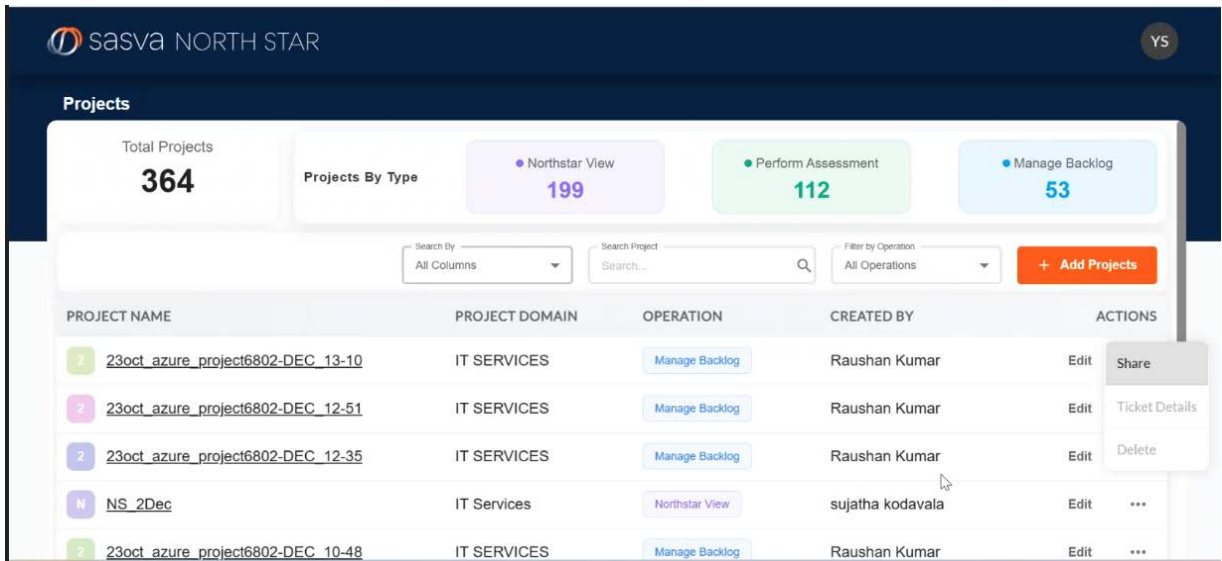 sasva NORTH STAR
YS
Projects
Total Projects
364
Projects By Type
Northstar View
199
Perform Assessment
112
Manage Backlog
53
Search By
All Columns
Search Project
Search...
Filter by Operation
All Operations
+ Add Projects
PROJECT NAME PROJECT DOMAIN OPERATION CREATED BY ACTIONS
2 23oct_azure_project6802-DEC_13-10 IT SERVICES Manage Backlog Raushan Kumar Edit
Share
2 23oct_azure_project6802-DEC_12-51 IT SERVICES Manage Backlog Raushan Kumar Edit
Ticket Details
2 23oct_azure_project6802-DEC_12-35 IT SERVICES Manage Backlog Raushan Kumar Edit
Delete
N NS_2Dec IT Services Northstar View sujatha kodavala Edit ...
2 23oct_azure_project6802-DEC_10-48 IT SERVICES Manage Backlog Raushan Kumar Edit ...